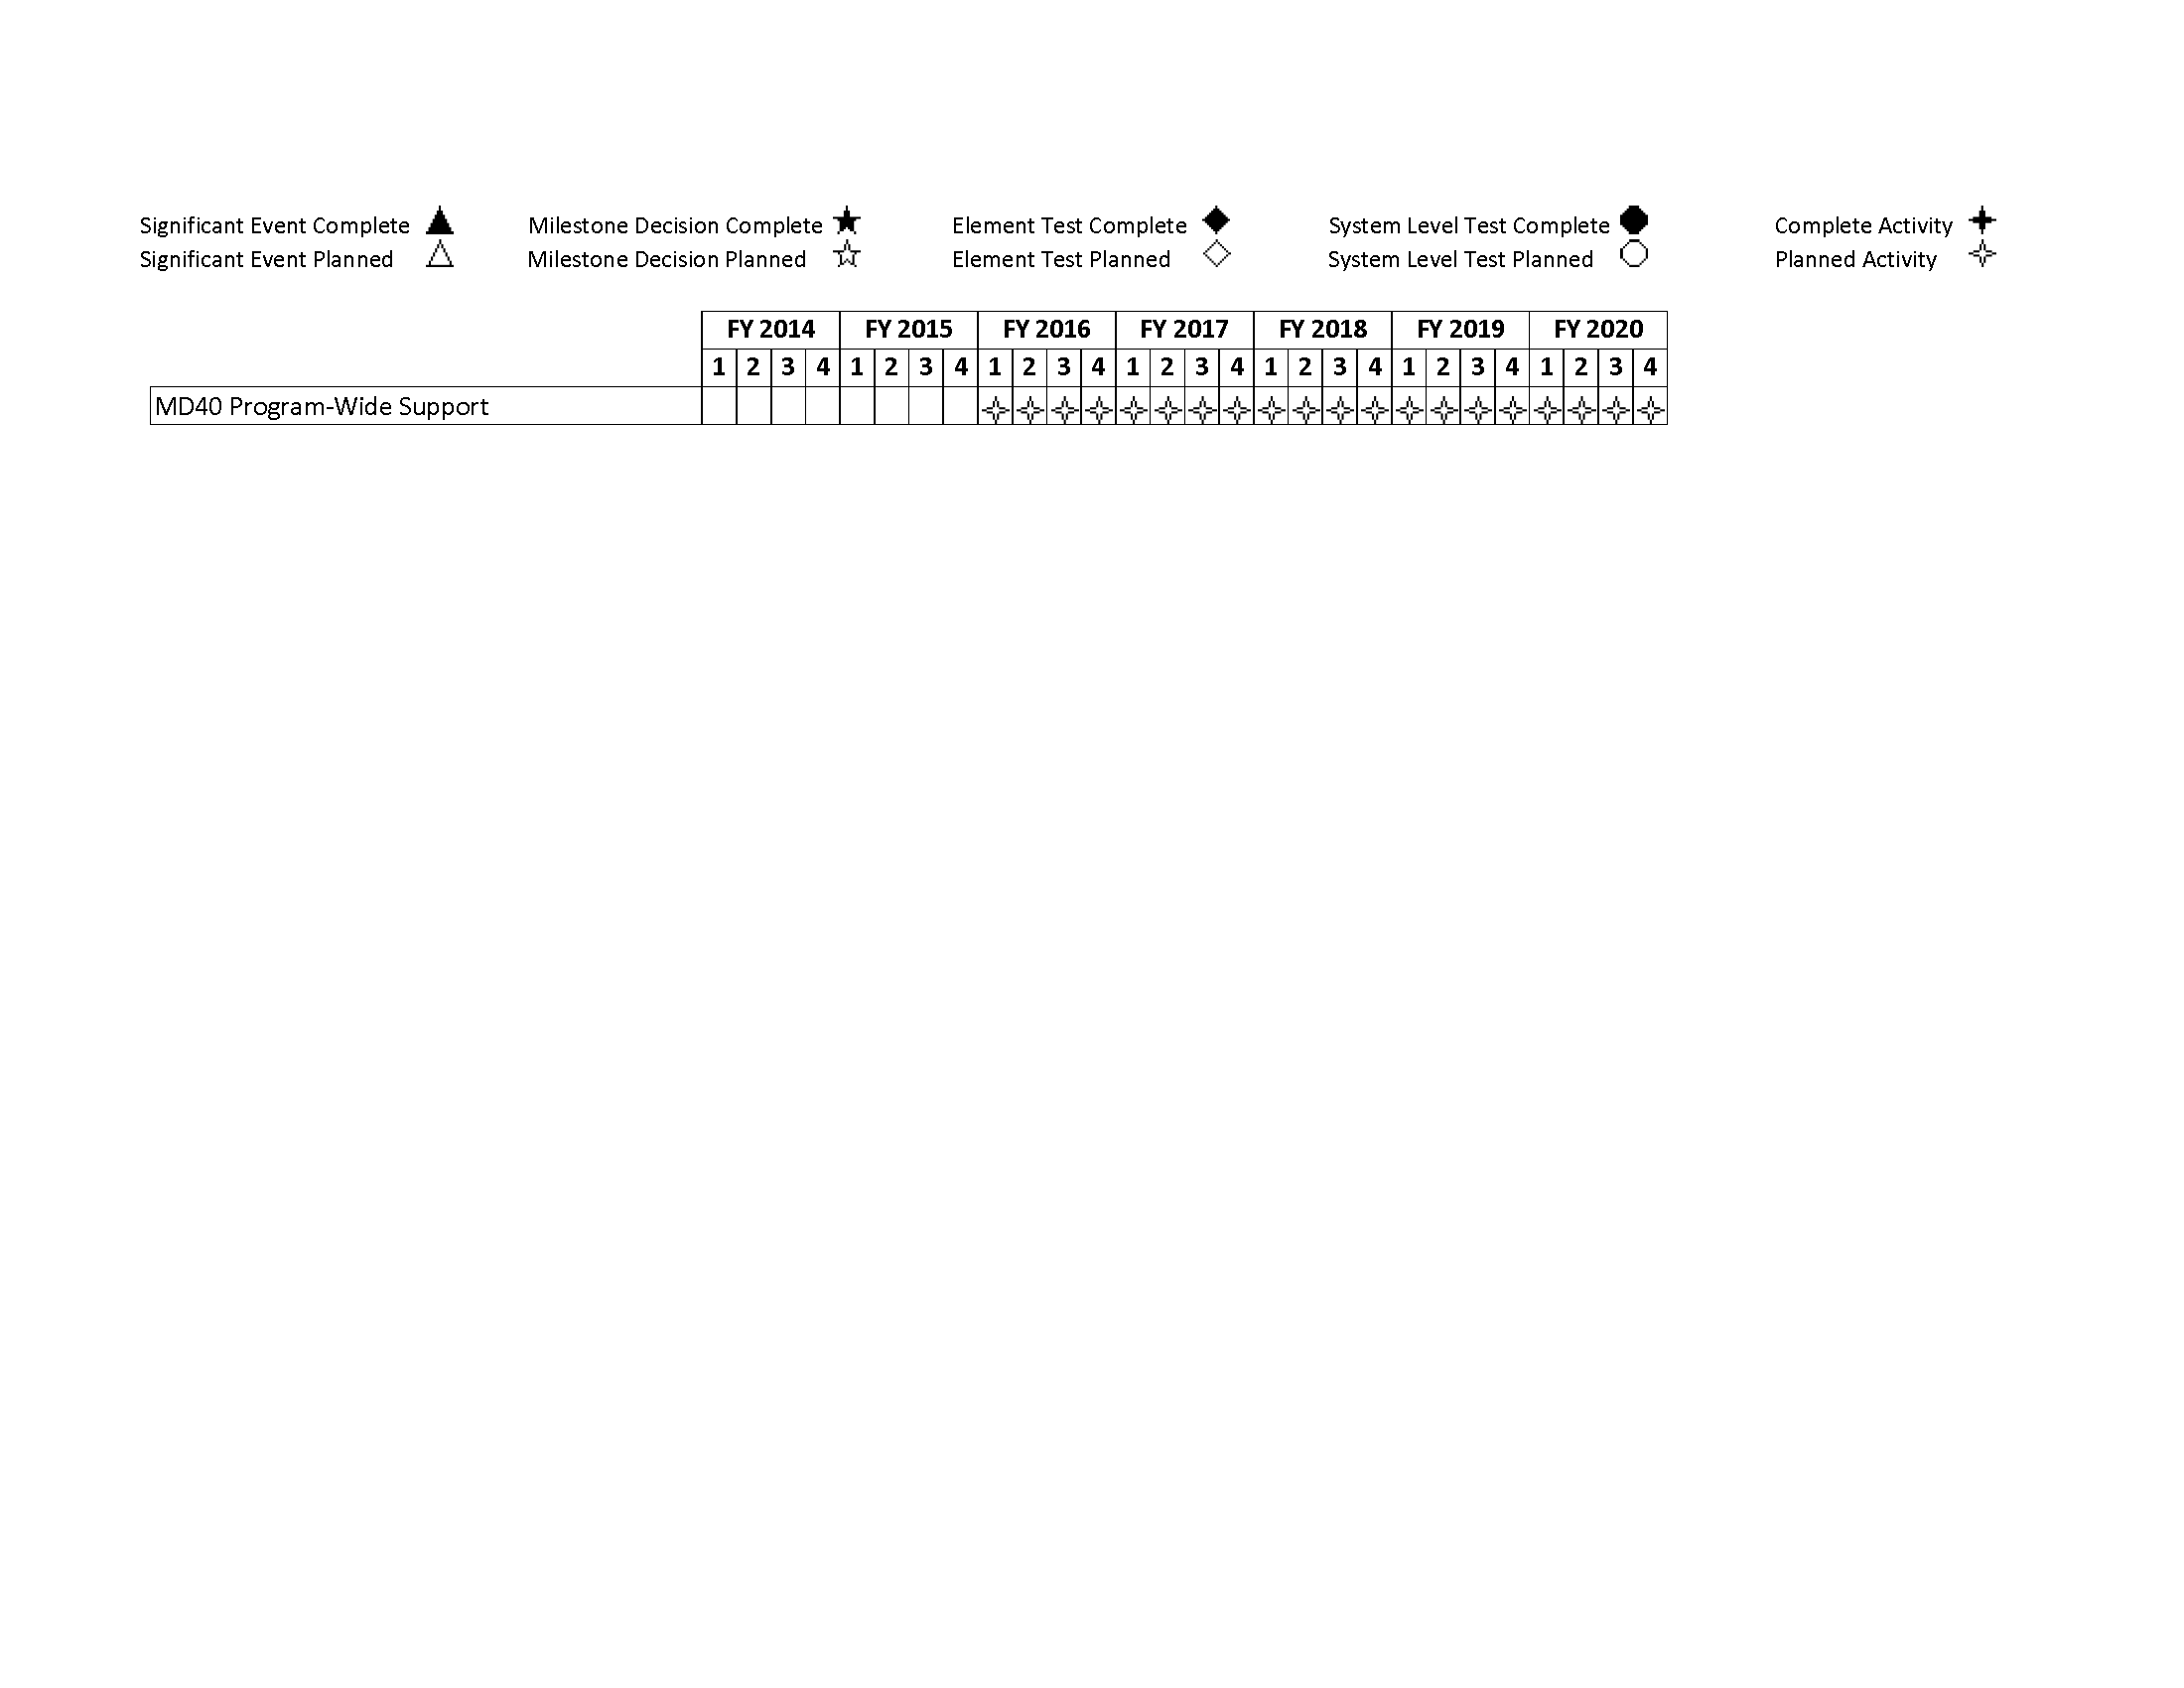 Significant Event Complete Milestone Decision Complete Element Test Complete System Level Test Complete Complete Activity
Significant Event Planned Milestone Decision Planned Element Test Planned System Level Test Planned Planned Activity
FY 2014 FY 2015 FY 2016 FY 2017 FY 2018 FY 2019 FY 2020
1 2 3 4 1 2 3 4 1 2 3 4 1 2 3 4 1 2 3 4 1 2 3 4 1 2 3 4
MD40 Program-Wide Support